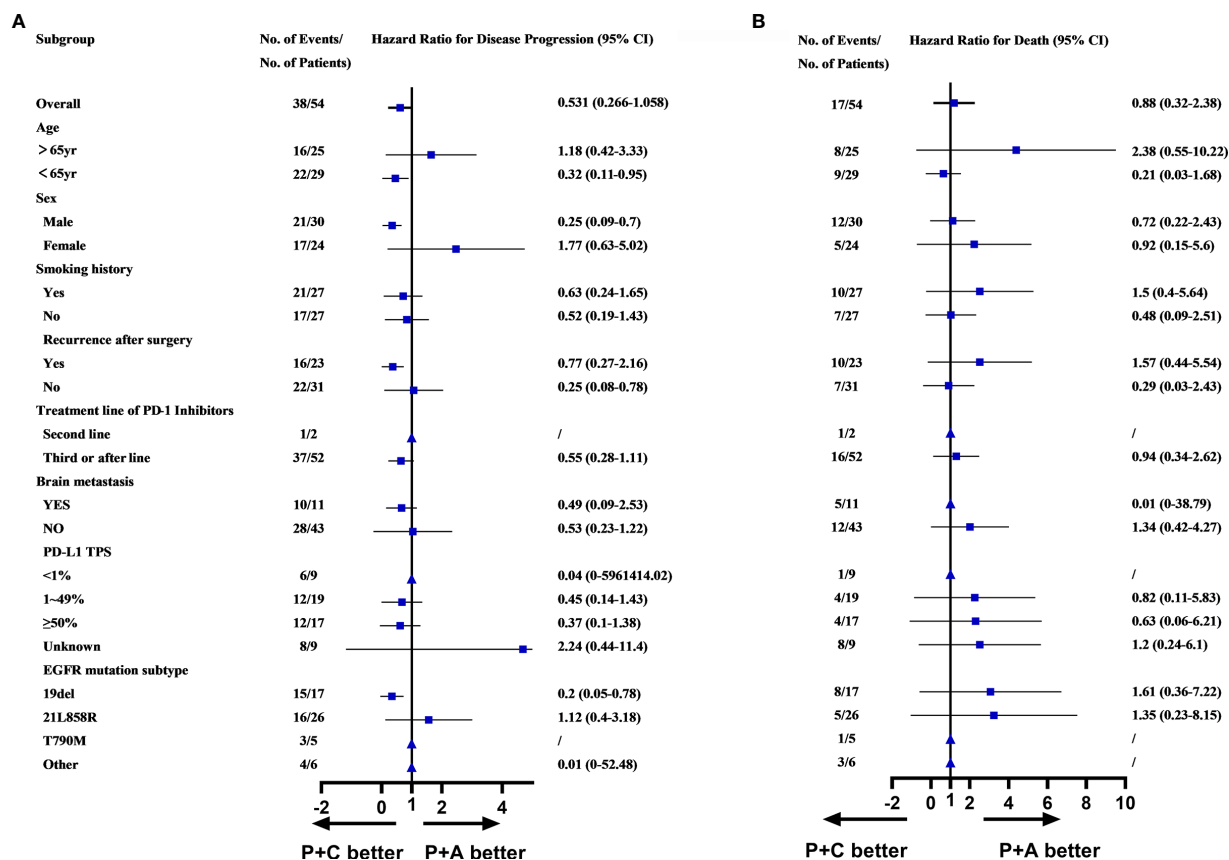 A
B
Subgroup No. of Events/ Hazard Ratio for Disease Progression (95% CI) No. of Events/ Hazard Ratio for Death (95% CI)
No. of Patients) No. of Patients)
Overall 38/54 0.531 (0.266-1.058) 17/54 0.88 (0.32-2.38)
Age
>65yr 16/25 1.18 (0.42-3.33) 8/25 2.38 (0.55-10.22)
<65yr 22/29 0.32 (0.11-0.95) 9/29 0.21 (0.03-1.68)
Sex
Male 21/30 0.25 (0.09-0.7) 12/30 0.72 (0.22-2.43)
Female 17/24 1.77 (0.63-5.02) 5/24 0.92 (0.15-5.6)
Smoking history
Yes 21/27 0.63 (0.24-1.65) 10/27 1.5 (0.4-5.64)
No 17/27 0.52 (0.19-1.43) 7/27 0.48 (0.09-2.51)
Recurrence after surgery
Yes 16/23 0.77 (0.27-2.16) 10/23 1.57 (0.44-5.54)
No 22/31 0.25 (0.08-0.78) 7/31 0.29 (0.03-2.43)
Treatment line of PD-1 Inhibitors
Second line 1/2 / 1/2 /
Third or after line 37/52 0.55 (0.28-1.11) 16/52 0.94 (0.34-2.62)
Brain metastasis
YES 10/11 0.49 (0.09-2.53) 5/11 0.01 (0-38.79)
NO 28/43 0.53 (0.23-1.22) 12/43 1.34 (0.42-4.27)
PD-L1 TPS
<1% 6/9 0.04 (0-5961414.02) 1/9 /
1~49% 12/19 0.45 (0.14-1.43) 4/19 0.82 (0.11-5.83)
≥50% 12/17 0.37 (0.1-1.38) 4/17 0.63 (0.06-6.21)
Unknown 8/9 2.24 (0.44-11.4) 8/9 1.2 (0.24-6.1)
EGFR mutation subtype
19del 15/17 0.2 (0.05-0.78) 8/17 1.61 (0.36-7.22)
21L858R 16/26 1.12 (0.4-3.18) 5/26 1.35 (0.23-8.15)
T790M 3/5 / 1/5 /
Other 4/6 0.01 (0-52.48) 3/6 /
-2 0 1 2 4 -2 0 1 2 4 6 8 10
P+C better P+A better P+C better P+A better